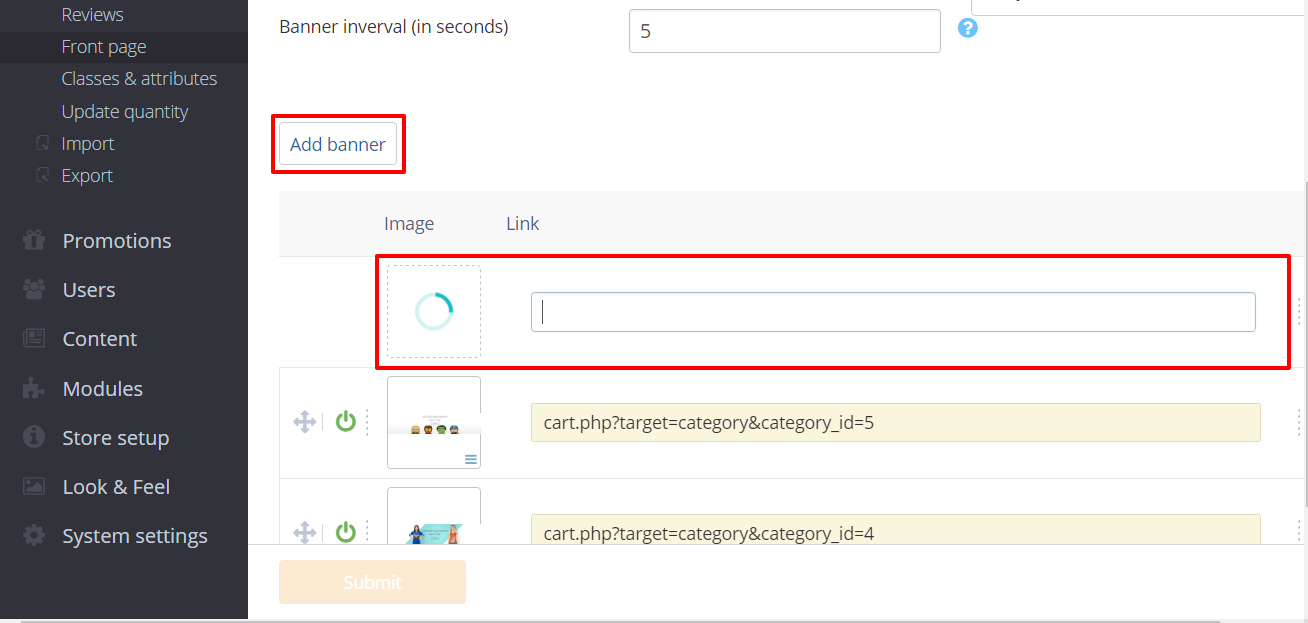 Reviews
Front page
Classes & attributes
Update quantity
Import
Export
Promotions
Users
Content
Modules
Store setup
Look & Feel
System settings
Banner inverval (in seconds)
5
?
Add banner
Image
Link
cart.php?target=category&category_id=5
cart.php?target=category&category_id=4
Submit